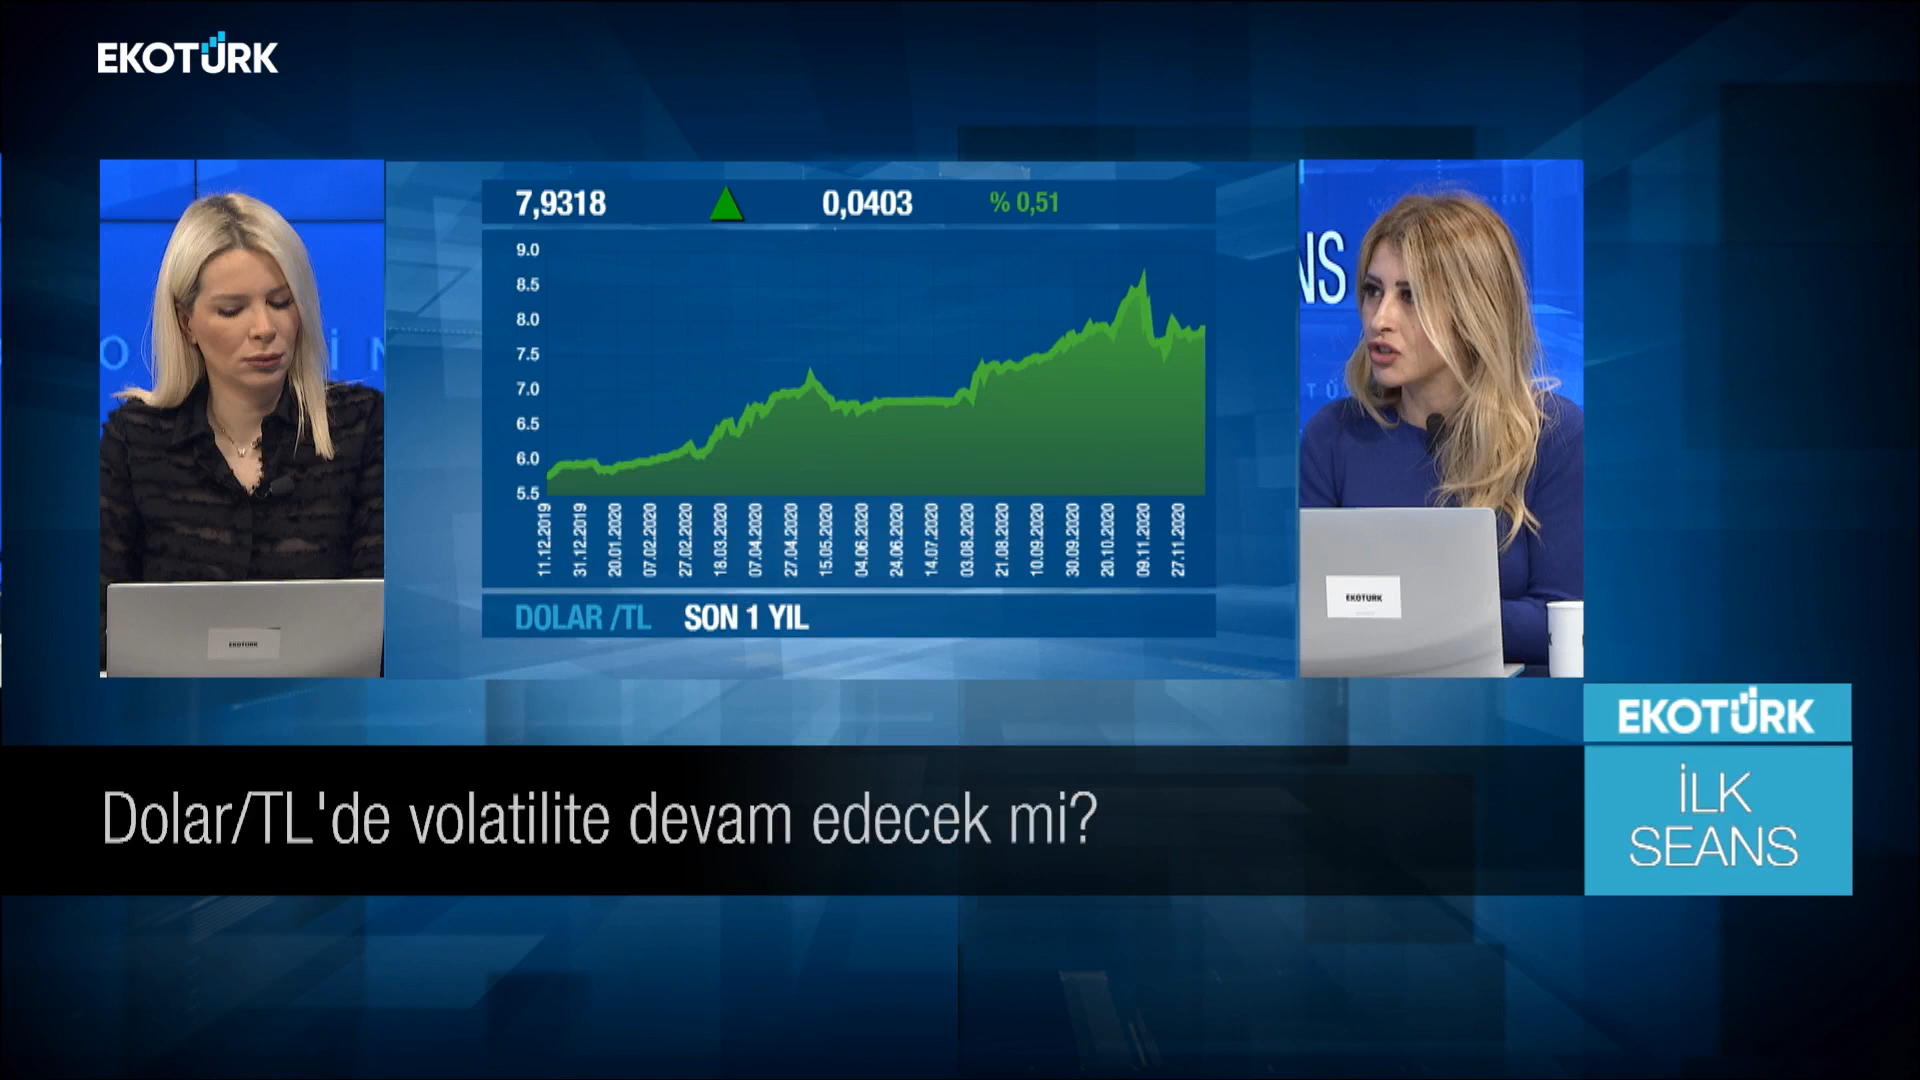 EKOTÜRK
7,9318 0,0403 % 0,51
9.0
8.5
8.0
7.5
7.0
6.5
6.0
5.5
11.12.2019
31.12.2019
20.01.2020
07.02.2020
27.02.2020
18.03.2020
07.04.2020
27.04.2020
15.05.2020
04.06.2020
24.06.2020
14.07.2020
03.08.2020
21.08.2020
10.09.2020
30.09.2020
20.10.2020
09.11.2020
27.11.2020
DOLAR /TL SON 1 YIL
NS
EKOTÜRK
EKOTÜRK
EKOTÜRK
İLK
SEANS
Dolar/TL'de volatilite devam edecek mi?